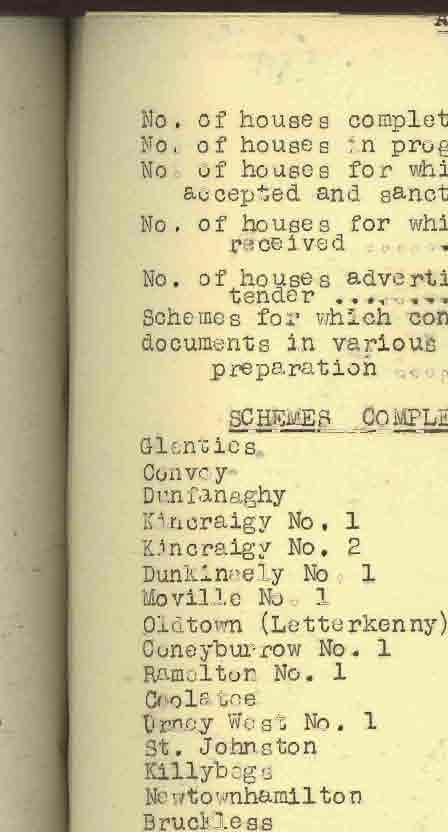 No. of houses complet
No. of houses in prog
No. of houses for whi
accepted and sanct
No. of houses for whi
received ........
No. of houses adverti
tender .........
Schemes for which con
documents in various
preparation .....
SCHEMES COMPLE
Glenties
Convoy
Dunfanaghy
Kincraigy No. 1
Kincraigy No. 2
Dunkineely No. 1
Moville No. 1
Oldtown (Letterkenny)
Coneyburrow No. 1
Ramelton No. 1
Coolatee
Urney West No. 1
St. Johnston
Killybegs
Newtownhamilton
Bruckless